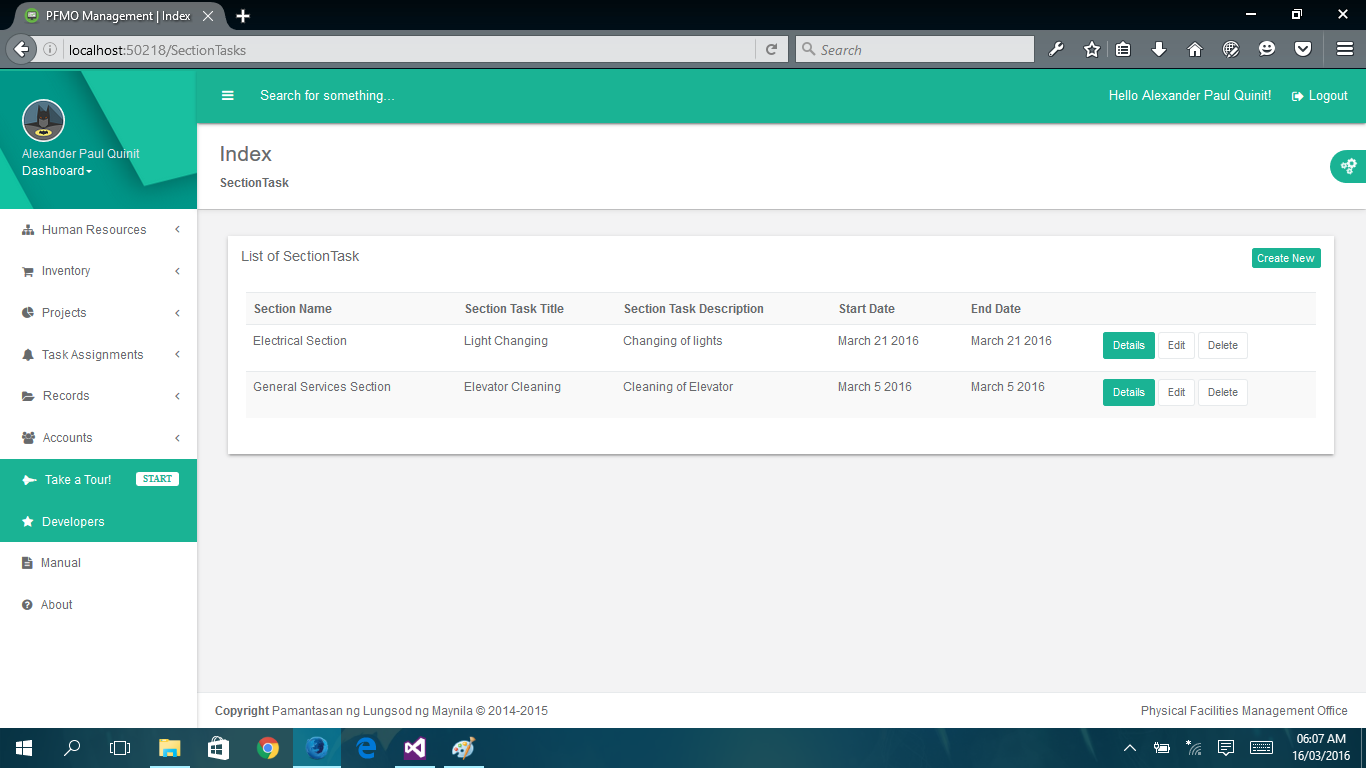 PFMO Management | Index
localhost:50218/SectionTasks
Search
Search for something...
Hello Alexander Paul Quinit!
Logout
Alexander Paul Quinit
Dashboard
Index
SectionTask
Human Resources
Inventory
Projects
Task Assignments
Records
Accounts
Take a Tour! START
Developers
Manual
About
List of SectionTask
Create New
Section Name Section Task Title Section Task Description Start Date End Date
Electrical Section Light Changing Changing of lights March 21 2016 March 21 2016 Details Edit Delete
General Services Section Elevator Cleaning Cleaning of Elevator March 5 2016 March 5 2016 Details Edit Delete
Copyright Pamantasan ng Lungsod ng Maynila © 2014-2015
Physical Facilities Management Office
06:07 AM
16/03/2016